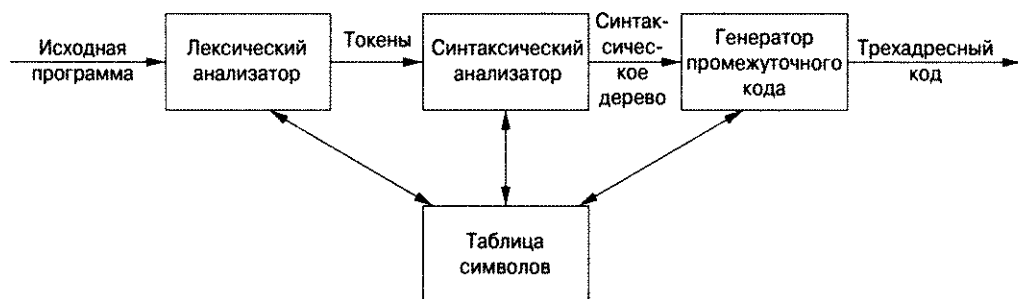 Исходная
программа
Лексический
анализатор
Токены
Синтаксический
анализатор
Синтак-
сичес-
кое
дерево
Генератор
промежуточного
кода
Трехадресный
код
Таблица
символов